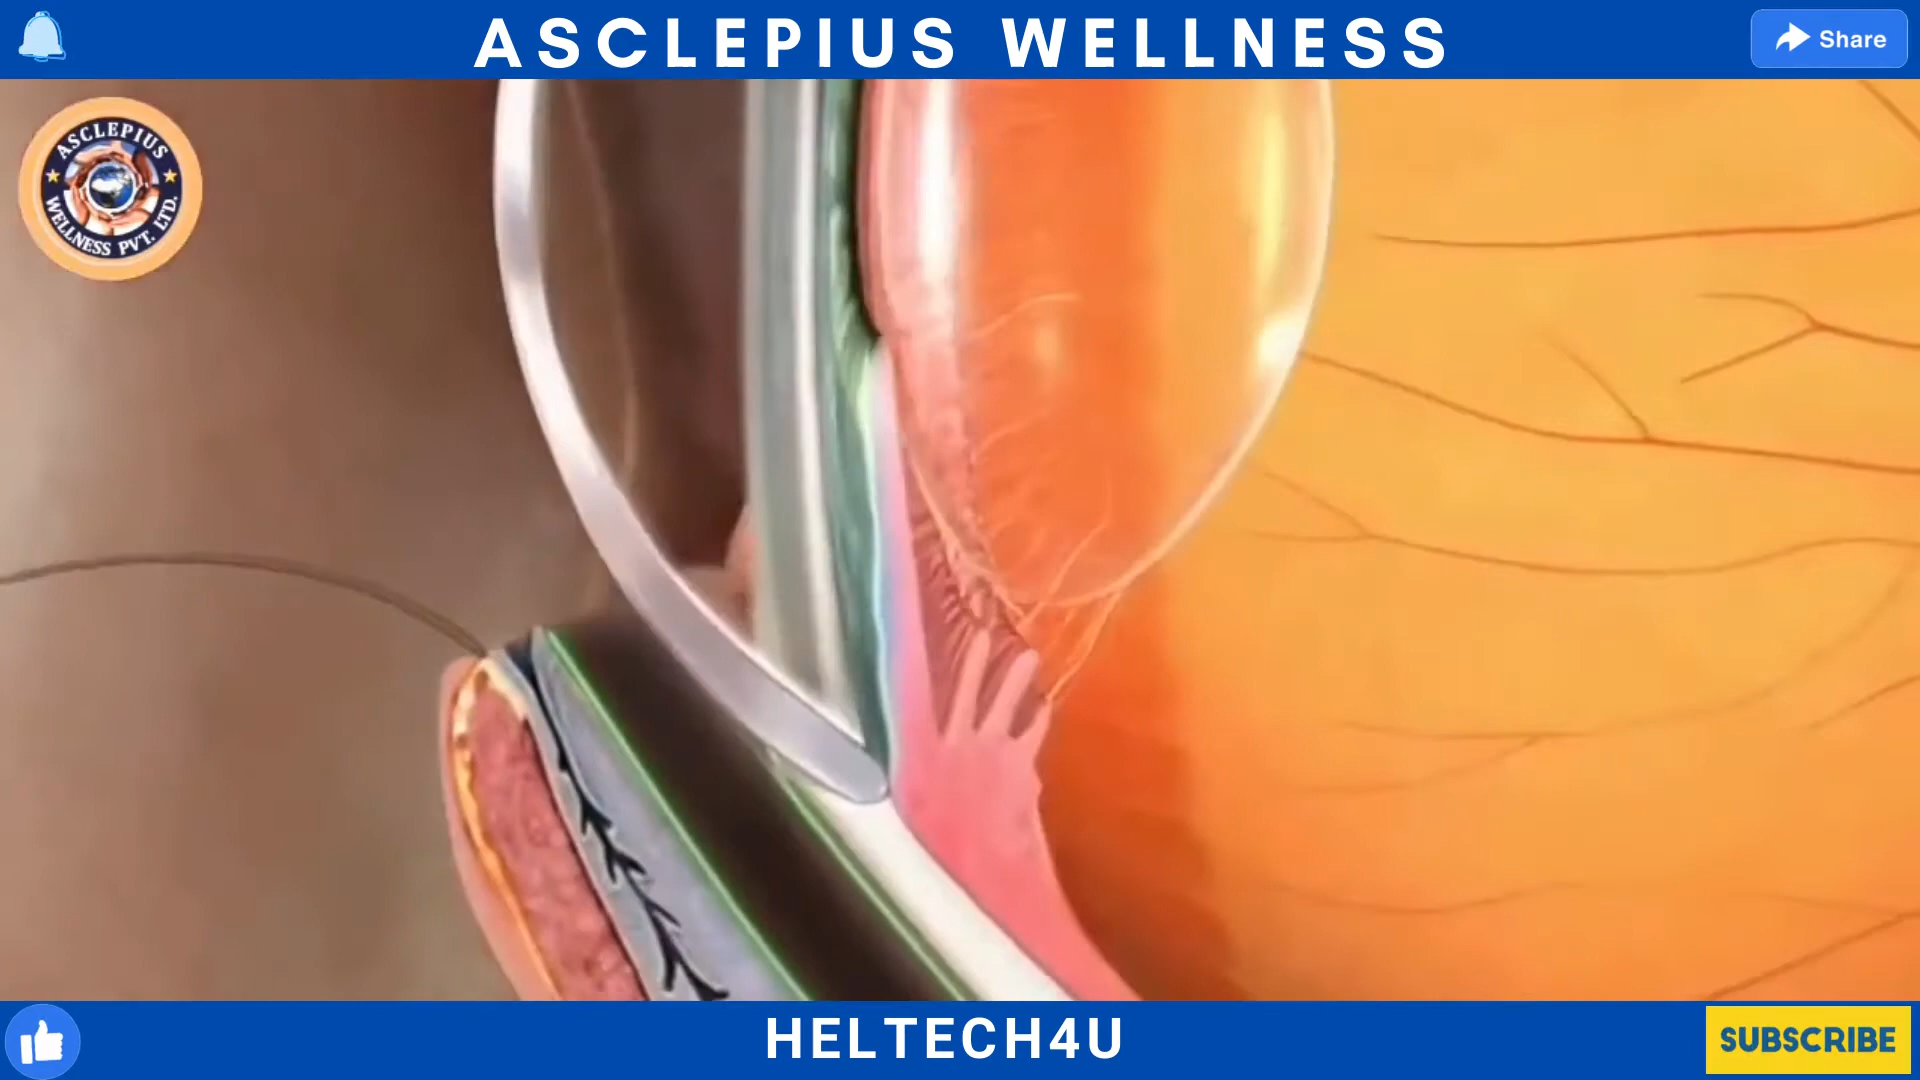 ASCLEPIUS WELLNESS
Share
ASCLEPIUS
WELLNESS PVT. LTD.
HELTECH4U
SUBSCRIBE